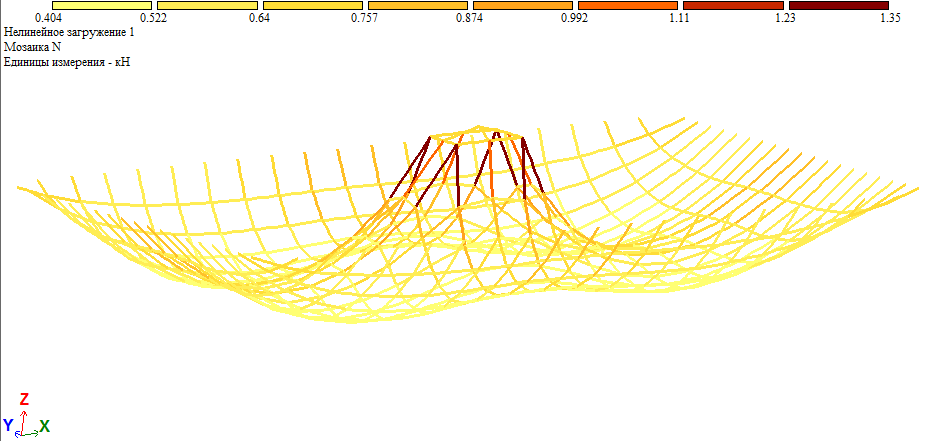 0.404 0.522 0.64 0.757 0.874 0.992 1.11 1.23 1.35
Нелинейное загружение 1
Мозаика N
Единицы измерения - кН
Z
Y X